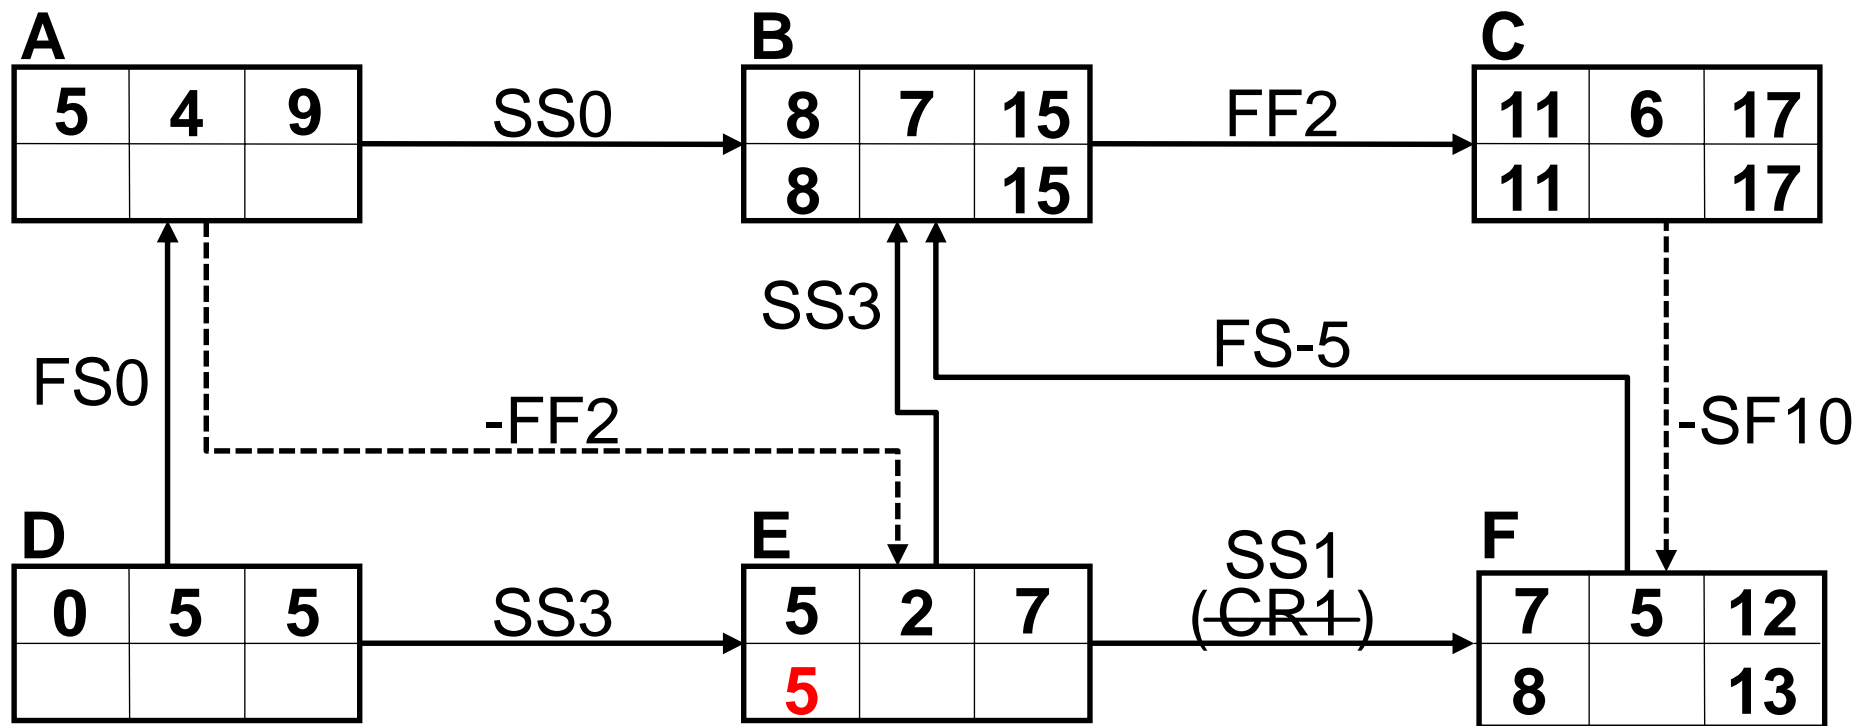 A B C
5 4 9 SS0 8 7 15 FF2 11 6 17
8 15 11 17
SS3
FS-5
FS0
-FF2
-SF10
D E F
SS1
0 5 5 SS3 5 2 7 (CR1) 7 5 12
5 8 13